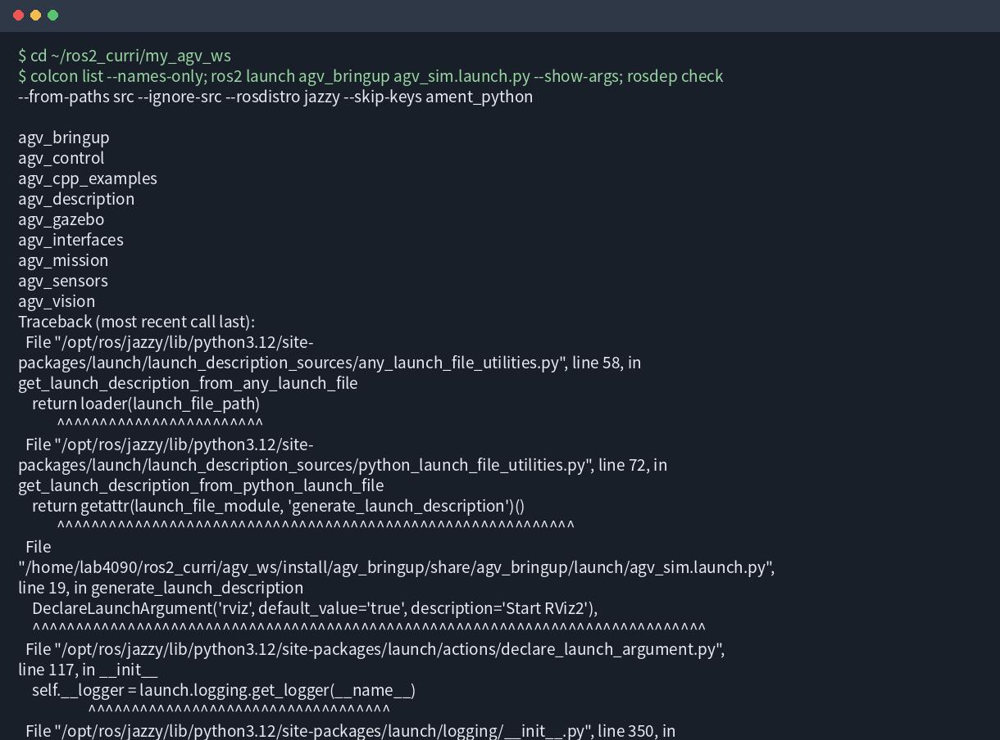 $ cd ~/ros2_curri/my_agv_ws
$ colcon list --names-only; ros2 launch agv_bringup agv_sim.launch.py --show-args; rosdep check
--from-paths src --ignore-src --rosdistro jazzy --skip-keys ament_python

agv_bringup
agv_control
agv_cpp_examples
agv_description
agv_gazebo
agv_interfaces
agv_mission
agv_sensors
agv_vision
Traceback (most recent call last):
  File "/opt/ros/jazzy/lib/python3.12/site-
packages/launch/launch_description_sources/any_launch_file_utilities.py", line 58, in
get_launch_description_from_any_launch_file
    return loader(launch_file_path)
           ^^^^^^^^^^^^^^^^^^^^^^^^
  File "/opt/ros/jazzy/lib/python3.12/site-
packages/launch/launch_description_sources/python_launch_file_utilities.py", line 72, in
get_launch_description_from_python_launch_file
    return getattr(launch_file_module, 'generate_launch_description')()
           ^^^^^^^^^^^^^^^^^^^^^^^^^^^^^^^^^^^^^^^^^^^^^^^^^^^^^^^^^^^^
  File
"/home/lab4090/ros2_curri/agv_ws/install/agv_bringup/share/agv_bringup/launch/agv_sim.launch.py",
line 19, in generate_launch_description
    DeclareLaunchArgument('rviz', default_value='true', description='Start RViz2'),
    ^^^^^^^^^^^^^^^^^^^^^^^^^^^^^^^^^^^^^^^^^^^^^^^^^^^^^^^^^^^^^^^^^^^^^^^^^^^^^^
  File "/opt/ros/jazzy/lib/python3.12/site-packages/launch/actions/declare_launch_argument.py",
line 117, in __init__
    self.__logger = launch.logging.get_logger(__name__)
                    ^^^^^^^^^^^^^^^^^^^^^^^^^^^^^^^^^^^
  File "/opt/ros/jazzy/lib/python3.12/site-packages/launch/logging/__init__.py", line 350, in